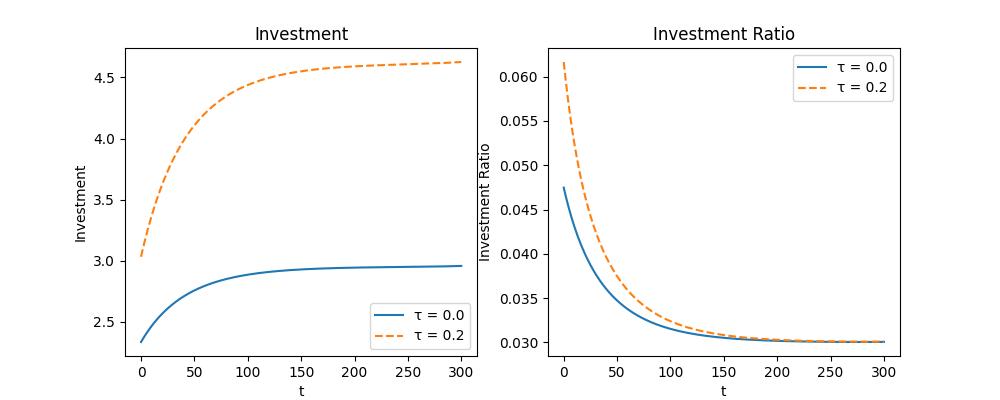 Investment
Investment
4.5
4.0
3.5
3.0
2.5
0 50 100 150 200 250 300
t
τ = 0.0
τ = 0.2
Investment Ratio
Investment Ratio
0.060
0.055
0.050
0.045
0.040
0.035
0.030
0 50 100 150 200 250 300
t
τ = 0.0
τ = 0.2